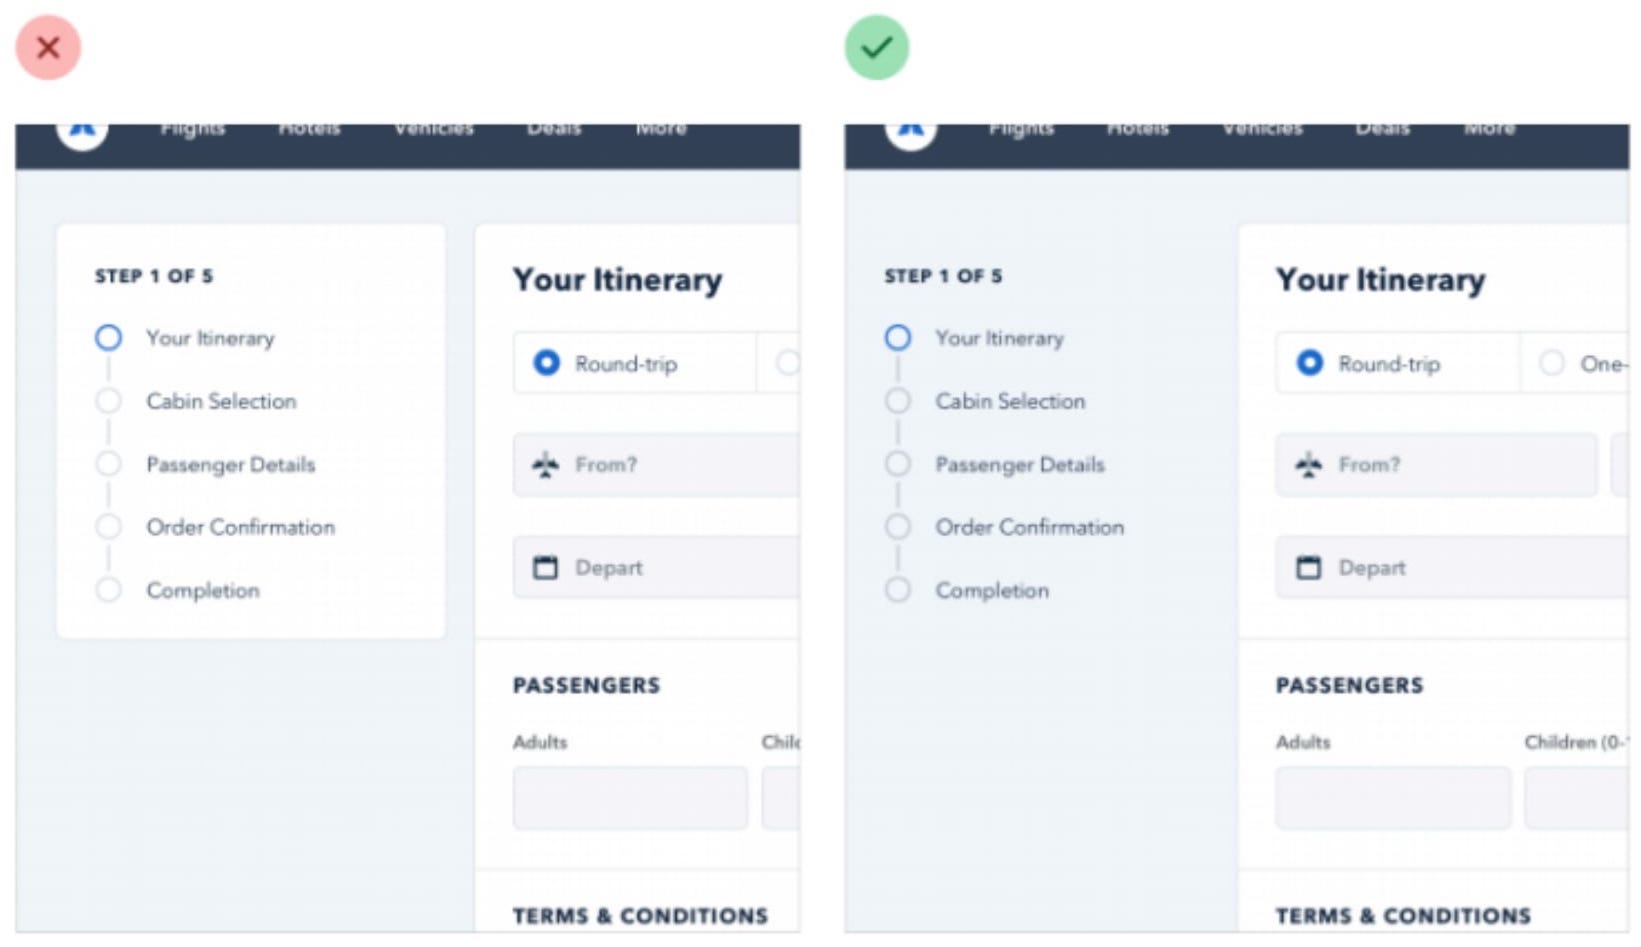 Flights Hotels Vehicles Deals More
STEP 1 OF 5
Your Itinerary
Cabin Selection
Passenger Details
Order Confirmation
Completion
Your Itinerary
Round-trip
From?
Depart
PASSENGERS
Adults
TERMS & CONDITIONS
Flights Hotels Vehicles Deals More
STEP 1 OF 5
Your Itinerary
Cabin Selection
Passenger Details
Order Confirmation
Completion
Your Itinerary
Round-trip One-
From?
Depart
PASSENGERS
Adults Children (0-
TERMS & CONDITIONS